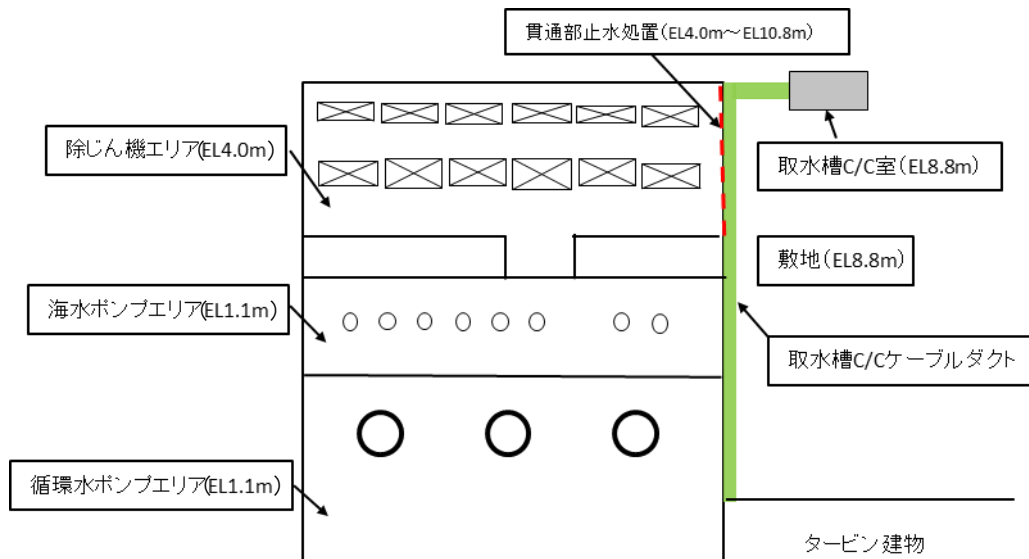 貫通部止水処置(EL4.0m～EL10.8m)
除じん機エリア(EL4.0m)
取水槽C/C室(EL8.8m)
敷地(EL8.8m)
海水ポンプエリア(EL1.1m)
取水槽C/Cケーブルダクト
循環水ポンプエリア(EL1.1m)
タービン建物